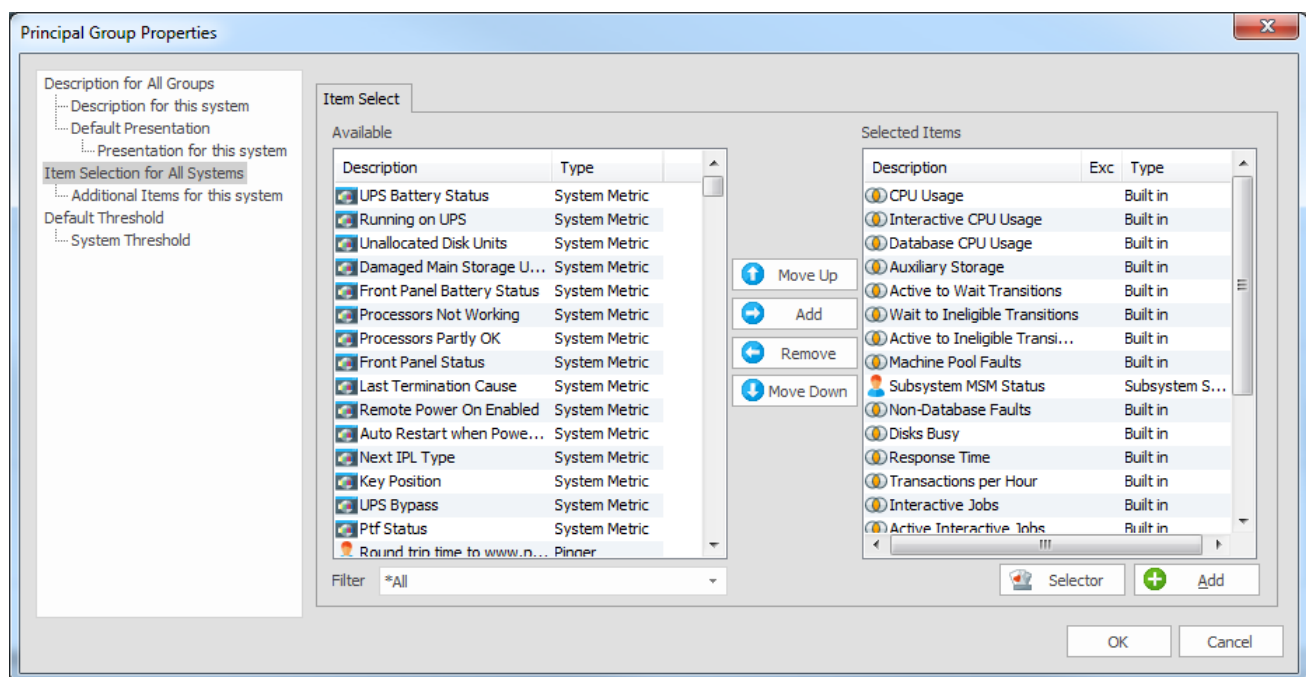 Principal Group Properties
Description for All Groups
Description for this system
Default Presentation
Presentation for this system
Item Selection for All Systems
Additional Items for this system
Default Threshold
System Threshold
Item Select
Available
Description Type
UPS Battery Status System Metric
Running on UPS System Metric
Unallocated Disk Units System Metric
Damaged Main Storage U... System Metric
Front Panel Battery Status System Metric
Processors Not Working System Metric
Processors Partly OK System Metric
Front Panel Status System Metric
Last Termination Cause System Metric
Remote Power On Enabled System Metric
Auto Restart when Powe... System Metric
Next IPL Type System Metric
Key Position System Metric
UPS Bypass System Metric
Ptf Status System Metric
Round trip time to www.p... Pinger
Filter *All
Move Up
Add
Remove
Move Down
Selected Items
Description Exc Type
CPU Usage Built in
Interactive CPU Usage Built in
Database CPU Usage Built in
Auxiliary Storage Built in
Active to Wait Transitions Built in
Wait to Ineligible Transitions Built in
Active to Ineligible Transi... Built in
Machine Pool Faults Built in
Subsystem MSM Status Subsystem S...
Non-Database Faults Built in
Disks Busy Built in
Response Time Built in
Transactions per Hour Built in
Interactive Jobs Built in
Active Interactive Jobs Built in
Selector Add
OK Cancel